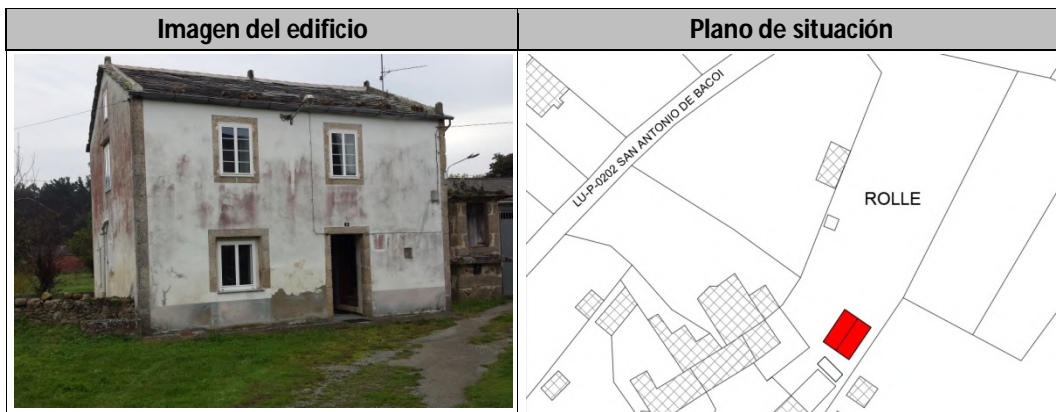 Imagen del edificio
Plano de situación
LU-P-0202 SAN ANTONIO DE BACOI
ROLLE